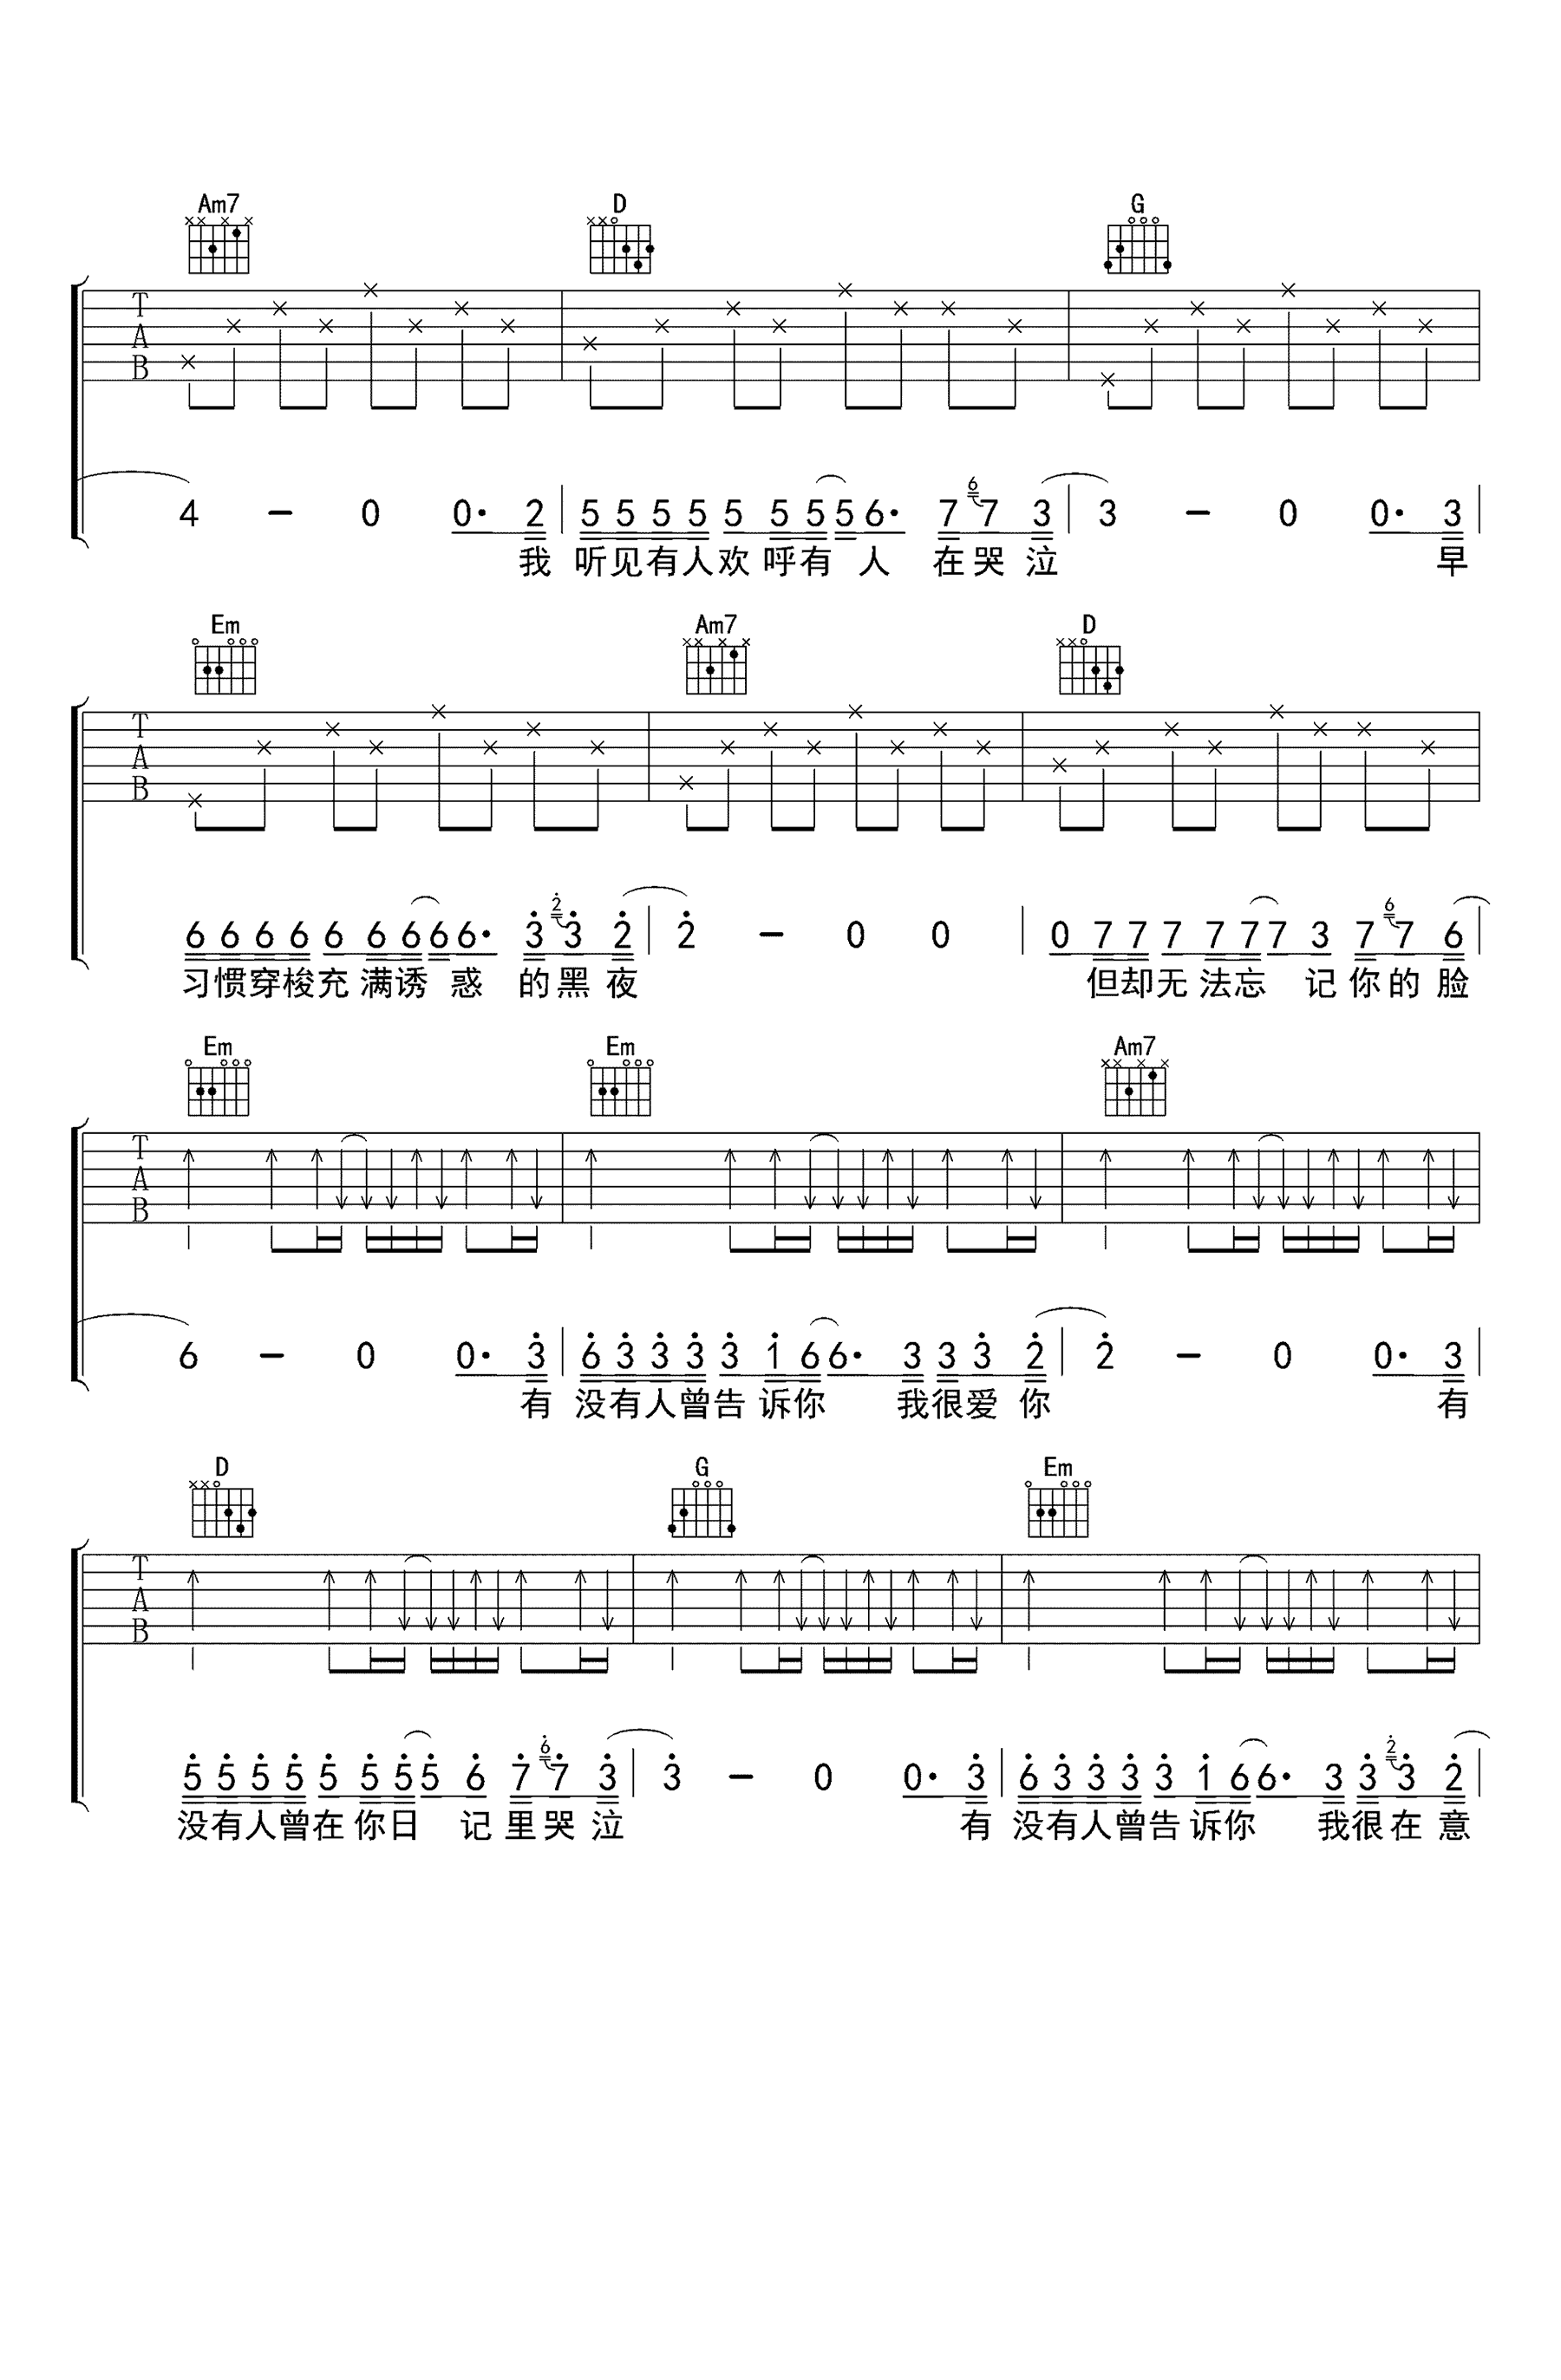 Am7 D G
T A B
4 - 0 0· 2 | 5 5 5 5 5 5 5 5 6· 7 6 7 3 | 3 - 0 0· 3 |
我 听见有人欢 呼有 人 在哭 泣 早
Em Am7 D
T A B
6 6 6 6 6 6 6 6 6· 3 2 3 2 | 2 - 0 0 | 0 7 7 7 7 7 7 3 7 6 7 6 |
习惯穿梭充 满诱 惑 的黑 夜 但却无 法忘 记 你的 脸
Em Em Am7
T A B
6 - 0 0· 3 | 6 3 3 3 3 1 6 6· 3 3 3 2 | 2 - 0 0· 3 |
有 没有人曾告 诉你 我很爱 你 有
D G Em
T A B
5 5 5 5 5 5 5 5 6 7 6 7 3 | 3 - 0 0· 3 | 6 3 3 3 3 1 6 6· 3 3 2 3 2 |
没有人曾在 你日 记 里哭 泣 有 没有人曾告 诉你 我很在 意